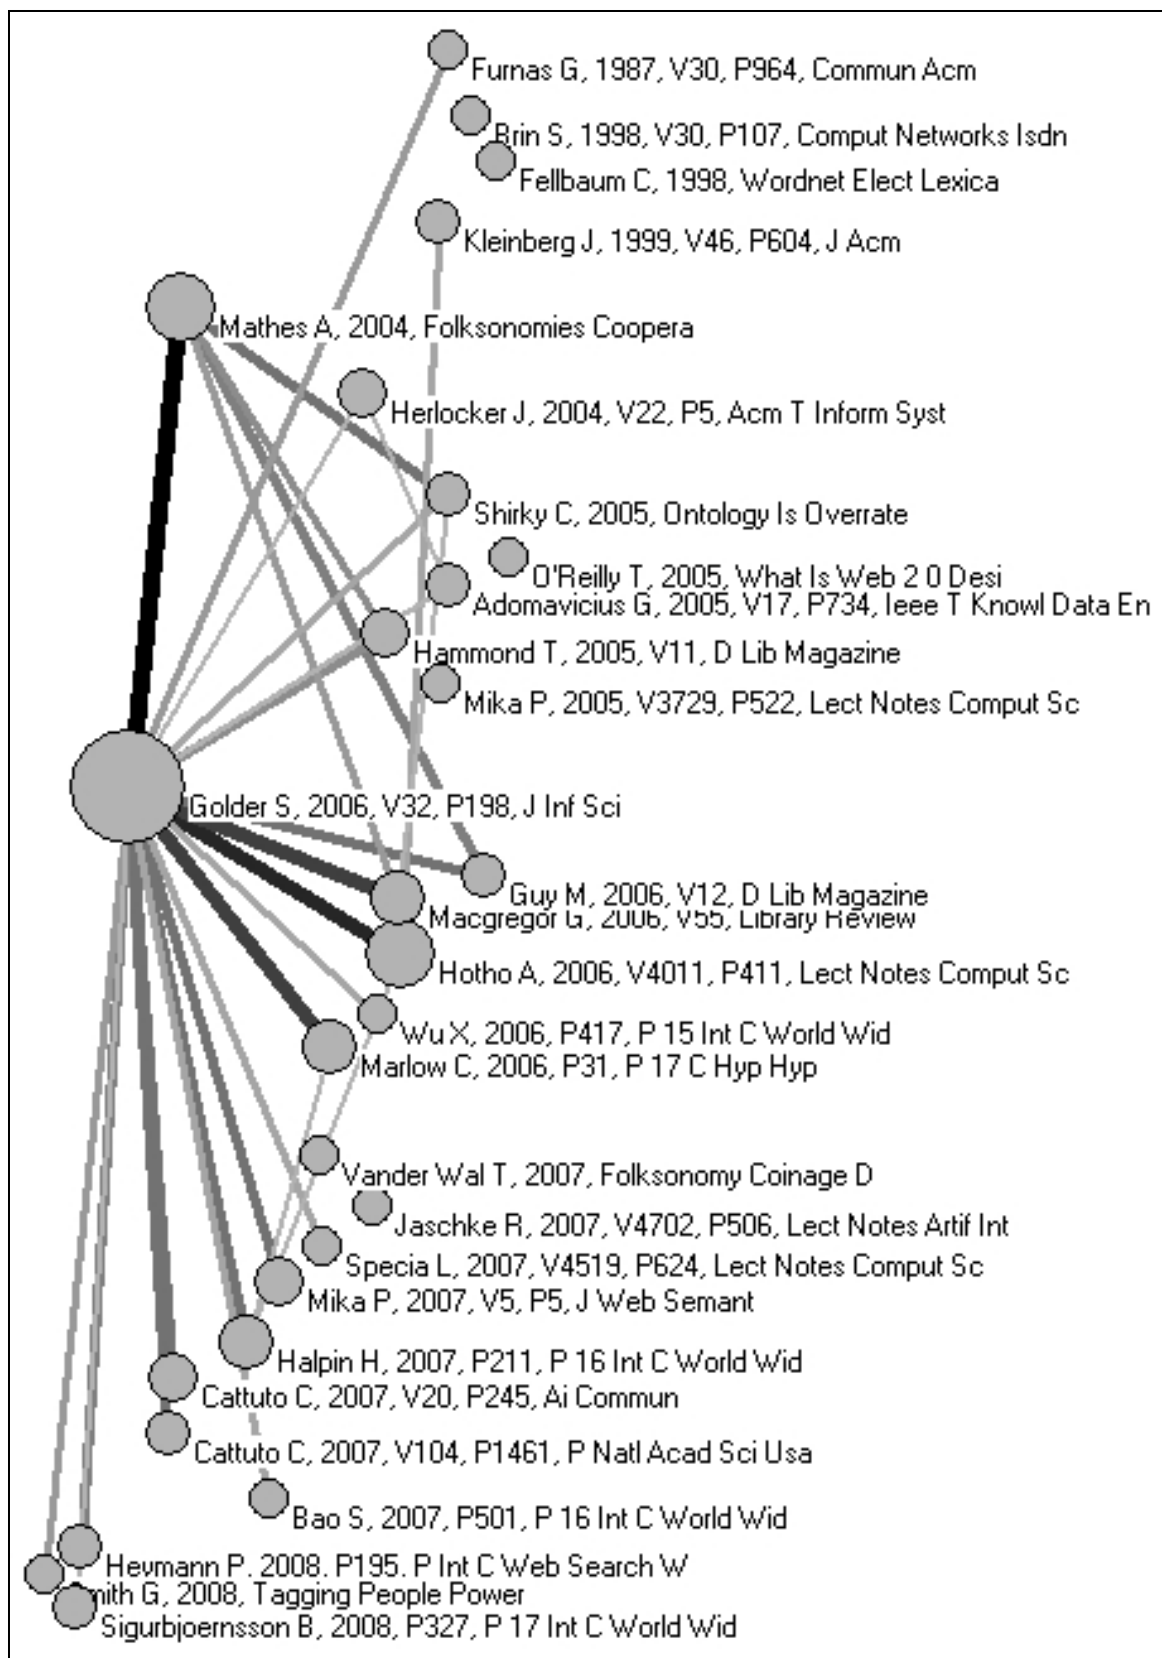 Furnas G, 1987, V30, P964, Commun Acm
Brin S, 1998, V30, P107, Comput Networks Isdn
Fellbaum C, 1998, Wordnet Elect Lexica
Kleinberg J, 1999, V46, P604, J Acm
Mathes A, 2004, Folksonomies Coopera
Herlocker J, 2004, V22, P5, Acm T Inform Syst
Shirky C, 2005, Ontology Is Overrate
O'Reilly T, 2005, What Is Web 2 0 Desi
Adomavicius G, 2005, V17, P734, Ieee T Knowl Data En
Hammond T, 2005, V11, D Lib Magazine
Mika P, 2005, V3729, P522, Lect Notes Comput Sc
Golder S, 2006, V32, P198, J Inf Sci
Guy M, 2006, V12, D Lib Magazine
Macgregor G, 2006, V55, Library Review
Hotho A, 2006, V4011, P411, Lect Notes Comput Sc
Wu X, 2006, P417, P 15 Int C World Wid
Marlow C, 2006, P31, P 17 C Hyp Hyp
Vander Wal T, 2007, Folksonomy Coinage D
Jaschke R, 2007, V4702, P506, Lect Notes Artif Int
Specia L, 2007, V4519, P624, Lect Notes Comput Sc
Mika P, 2007, V5, P5, J Web Semant
Halpin H, 2007, P211, P 16 Int C World Wid
Cattuto C, 2007, V20, P245, Ai Commun
Cattuto C, 2007, V104, P1461, P Natl Acad Sci Usa
Bao S, 2007, P501, P 16 Int C World Wid
Heymann P, 2008, P195, P Int C Web Search W
mith G, 2008, Tagging People Power
Sigurbjoernsson B, 2008, P327, P 17 Int C World Wid